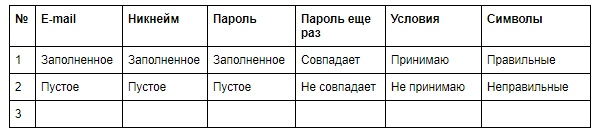 № E-mail Никнейм Пароль Пароль еще раз Условия Символы
1 Заполненное Заполненное Заполненное Совпадает Принимаю Правильные
2 Пустое Пустое Пустое Не совпадает Не принимаю Неправильные
3